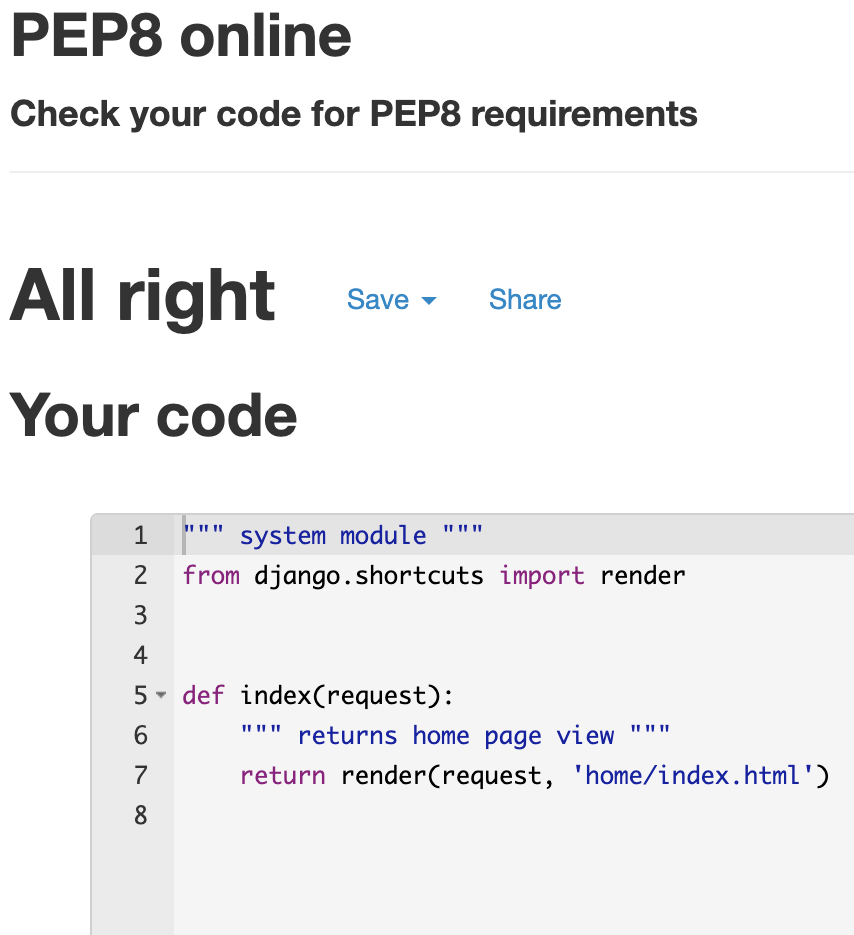 PEP8 online
Check your code for PEP8 requirements
All right Save Share
Your code
1 """ system module """
2 from django.shortcuts import render
3
4
5 def index(request):
6 """ returns home page view """
7 return render(request, 'home/index.html')
8